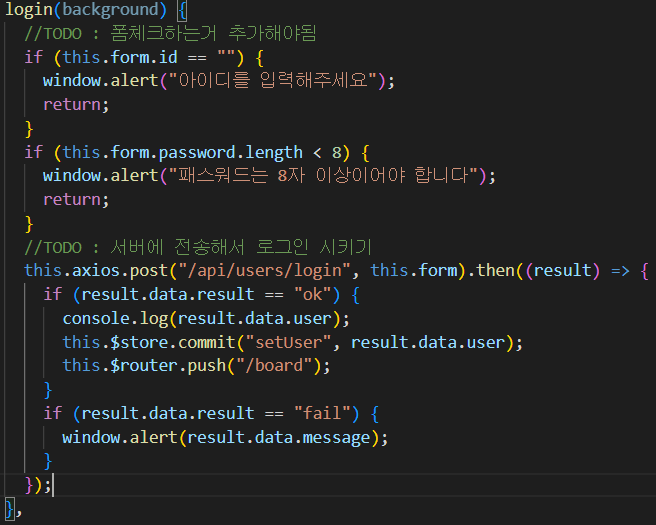 login(background) {
//TODO : 폼체크하는거 추가해야됨
if (this.form.id == "") {
window.alert("아이디를 입력해주세요");
return;
}
if (this.form.password.length < 8) {
window.alert("패스워드는 8자 이상이어야 합니다");
return;
}
//TODO : 서버에 전송해서 로그인 시키기
this.axios.post("/api/users/login", this.form).then((result) => {
if (result.data.result == "ok") {
console.log(result.data.user);
this.$store.commit("setUser", result.data.user);
this.$router.push("/board");
}
if (result.data.result == "fail") {
window.alert(result.data.message);
}
});
},